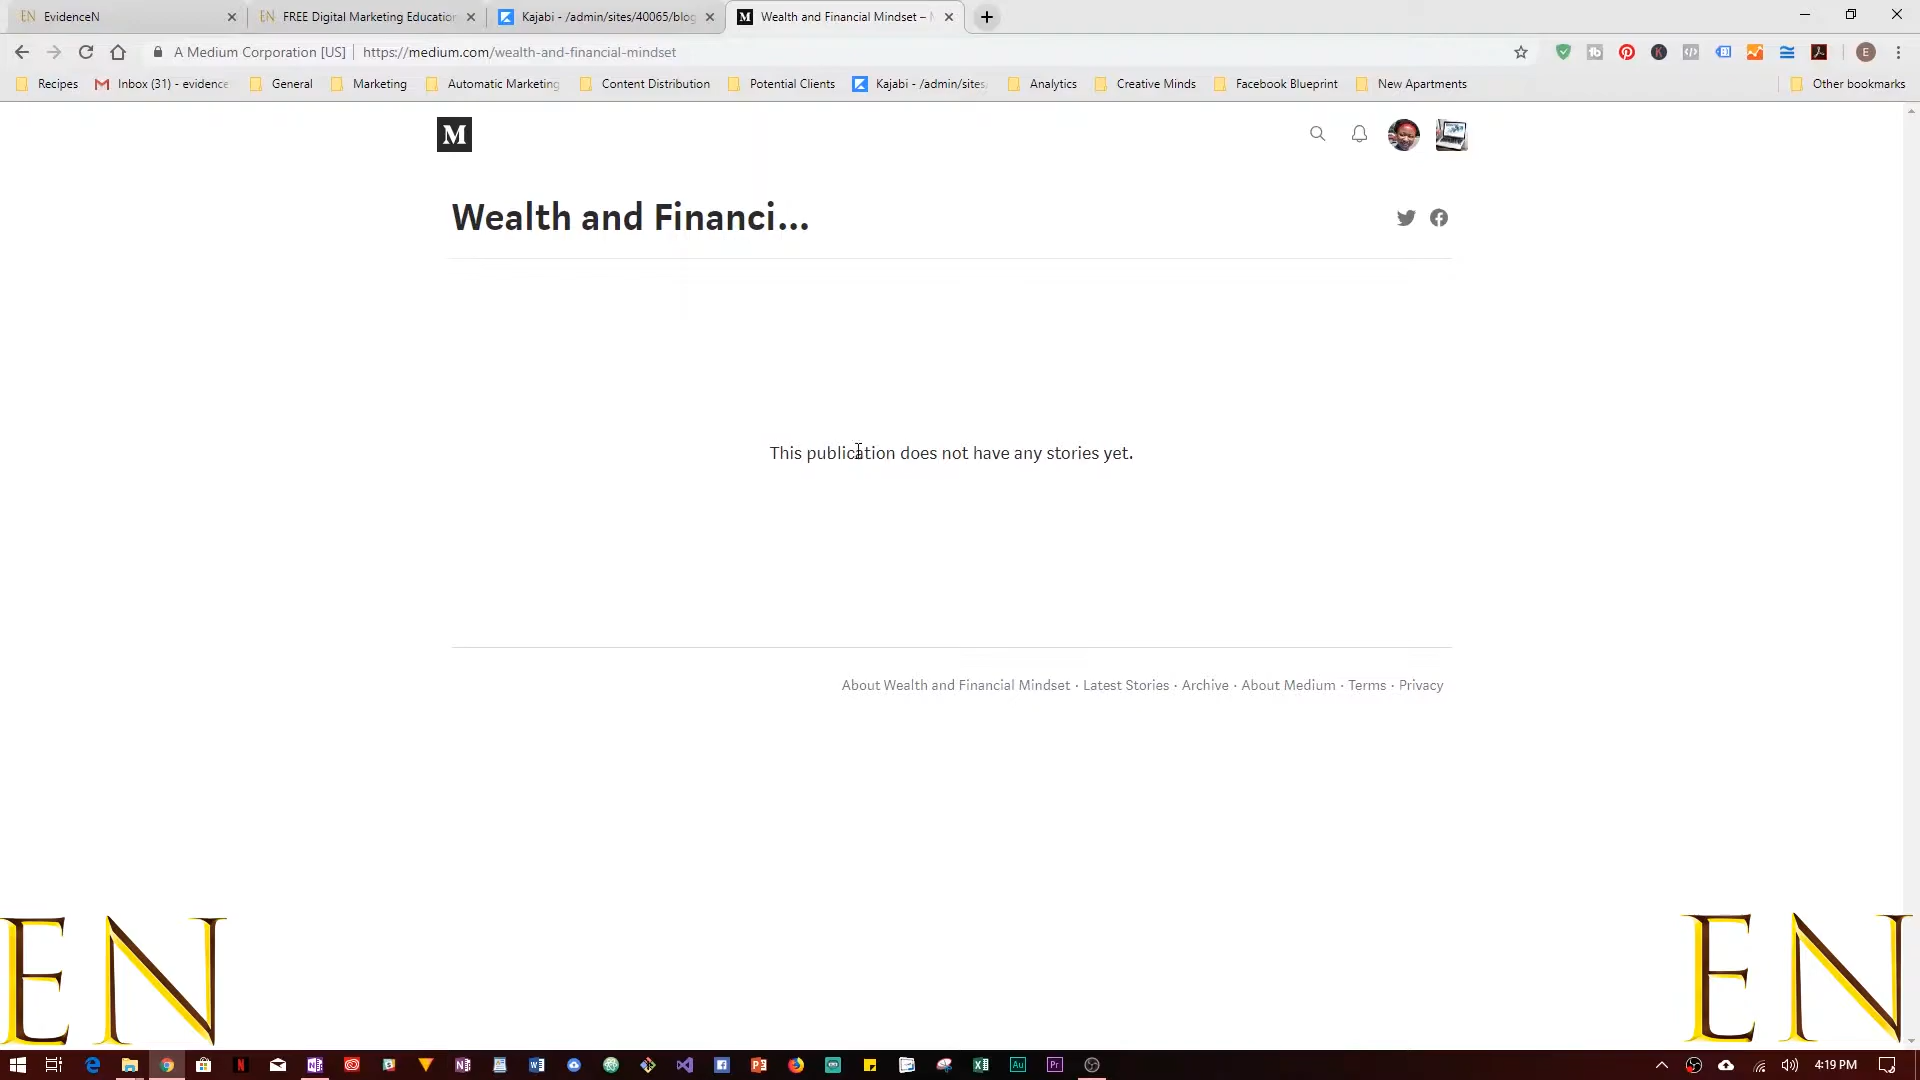 EN EvidenceN
EN FREE Digital Marketing Education
Kajabi - /admin/sites/40065/blog
M Wealth and Financial Mindset –
A Medium Corporation [US] https://medium.com/wealth-and-financial-mindset
E
Recipes Inbox (31) - evidence General Marketing Automatic Marketing Content Distribution Potential Clients Kajabi - /admin/sites Analytics Creative Minds Facebook Blueprint New Apartments Other bookmarks
M
Wealth and Financi...
This publication does not have any stories yet.
About Wealth and Financial Mindset · Latest Stories · Archive · About Medium · Terms · Privacy
EN EN
4:19 PM